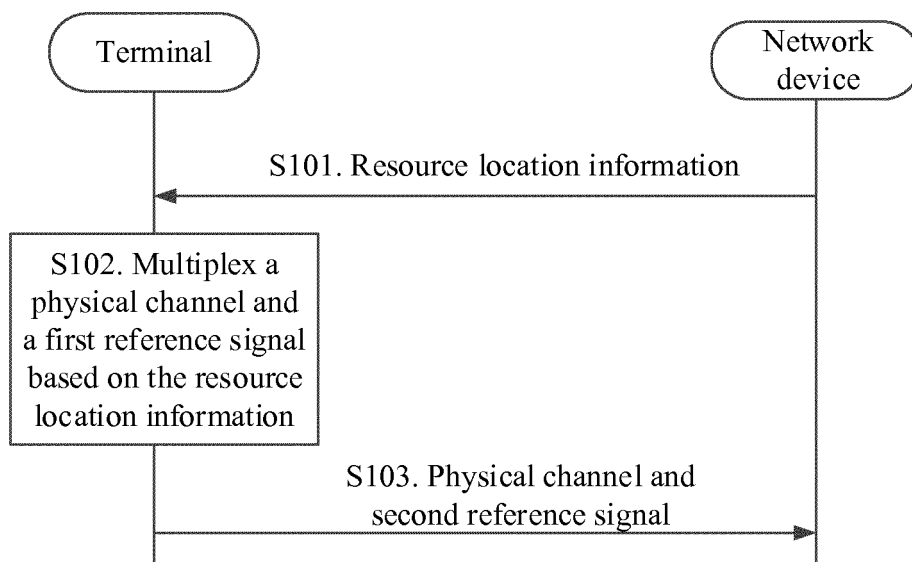 Terminal
Network
device
S101. Resource location information
S102. Multiplex a
physical channel and
a first reference signal
based on the resource
location information
S103. Physical channel and
second reference signal